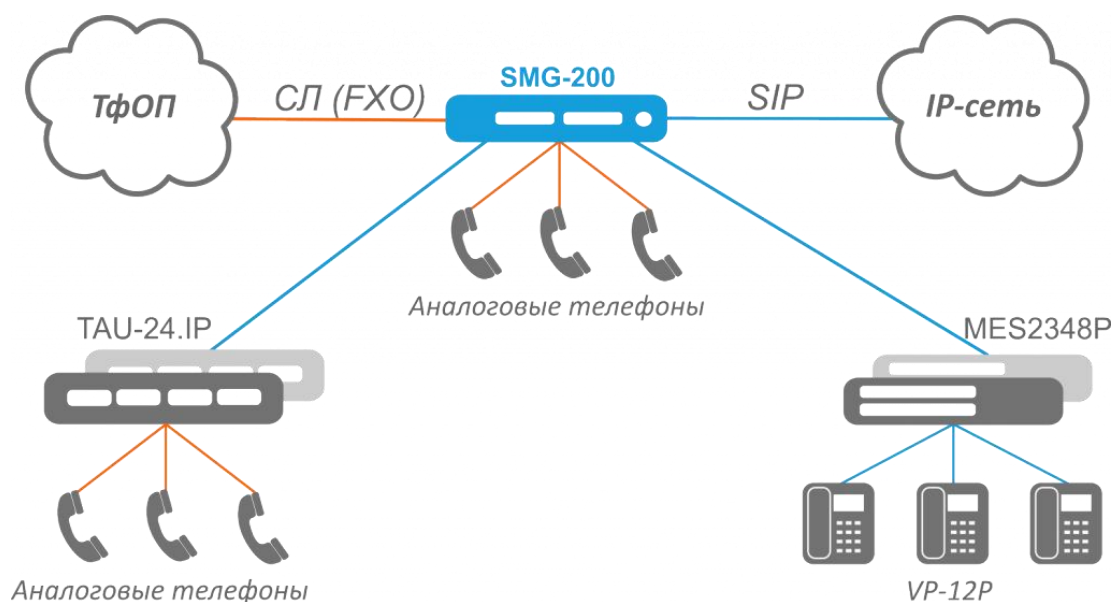 SMG-200
ТфОП
СЛ (FXO)
SIP
IP-сеть
Аналоговые телефоны
TAU-24.IP
MES2348P
Аналоговые телефоны
VP-12P